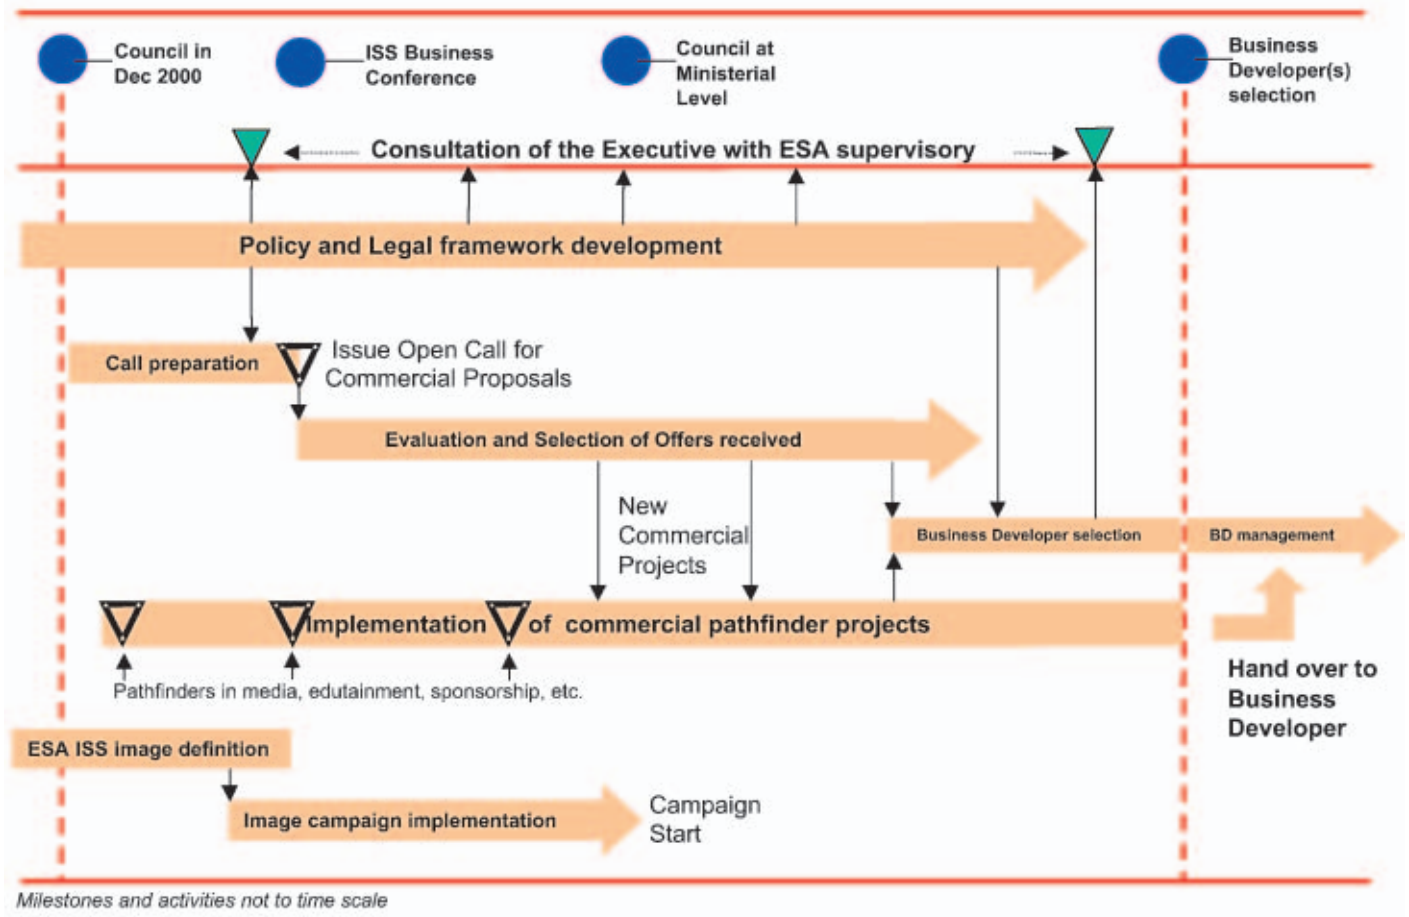 Council in
Dec 2000
ISS Business
Conference
Council at
Ministerial
Level
Business
Developer(s)
selection
Consultation of the Executive with ESA supervisory
Policy and Legal framework development
Call preparation
Issue Open Call for
Commercial Proposals
Evaluation and Selection of Offers received
New
Commercial
Projects
Business Developer selection
BD management
Implementation of commercial pathfinder projects
Pathfinders in media, edutainment, sponsorship, etc.
Hand over to
Business
Developer
ESA ISS image definition
Image campaign implementation
Campaign
Start
Milestones and activities not to time scale